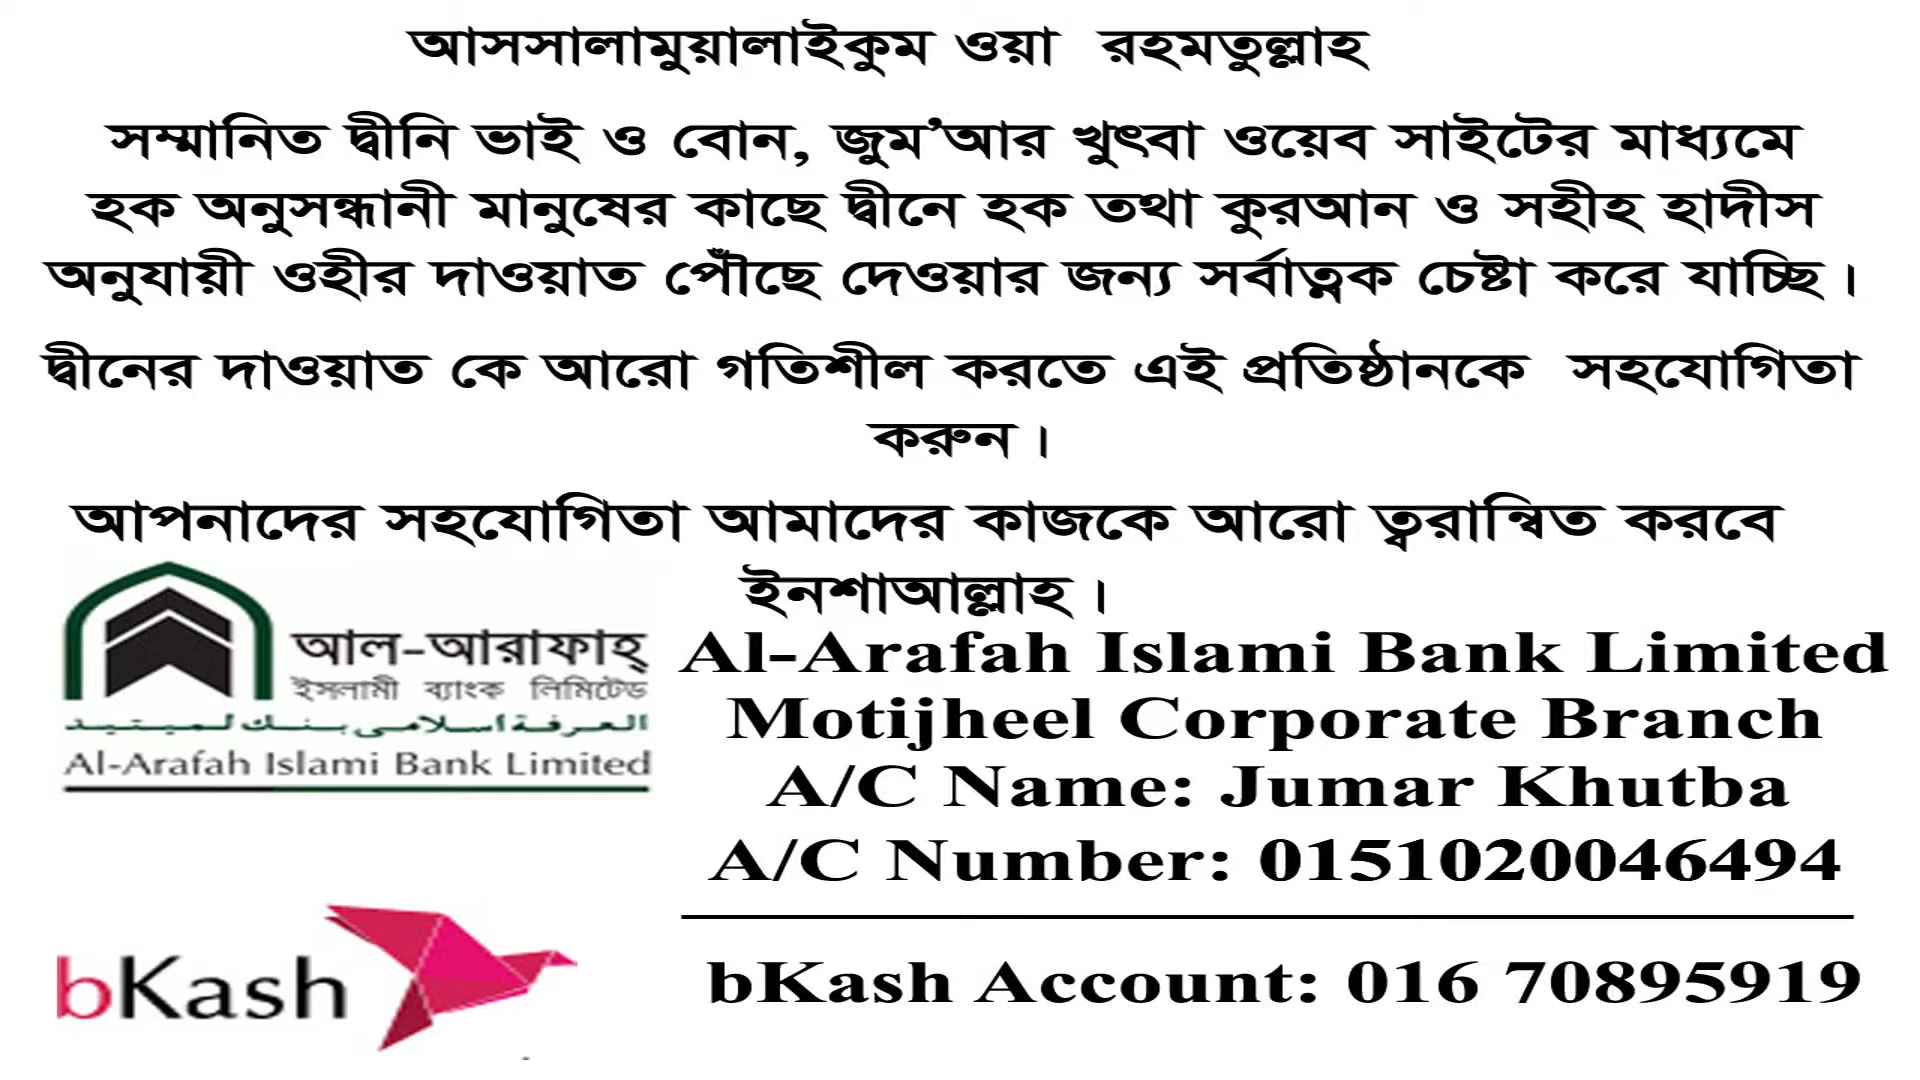 আসসালামুয়ালাইকুম ওয়া রহমতুল্লাহ
সম্মানিত দ্বীনি ভাই ও বোন, জুম’আর খুৎবা ওয়েব সাইটের মাধ্যমে
হক অনুসন্ধানী মানুষের কাছে দ্বীনে হক তথা কুরআন ও সহীহ হাদীস
অনুযায়ী ওহীর দাওয়াত পৌঁছে দেওয়ার জন্য সর্বাত্নক চেষ্টা করে যাচ্ছি।
দ্বীনের দাওয়াত কে আরো গতিশীল করতে এই প্রতিষ্ঠানকে সহযোগিতা
করুন।
আপনাদের সহযোগিতা আমাদের কাজকে আরো ত্বরান্বিত করবে
ইনশাআল্লাহ।
আল-আরাফাহ্
ইসলামী ব্যাংক লিমিটেড
العرفة اسلامى بنك لميتيد
Al-Arafah Islami Bank Limited
Al-Arafah Islami Bank Limited
Motijheel Corporate Branch
A/C Name: Jumar Khutba
A/C Number: 0151020046494
bKash
bKash Account: 016 70895919